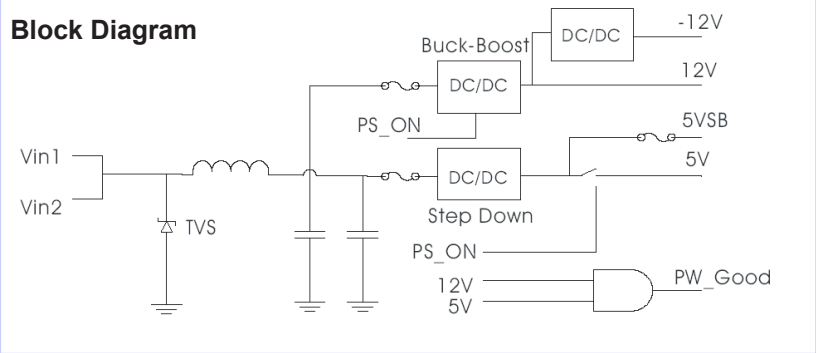 Block Diagram
DC/DC
-12V
Buck-Boost
DC/DC
12V
PS_ON
5VSB
Vin1
DC/DC
5V
Vin2
Step Down
TVS
PS_ON
12V
5V
PW_Good